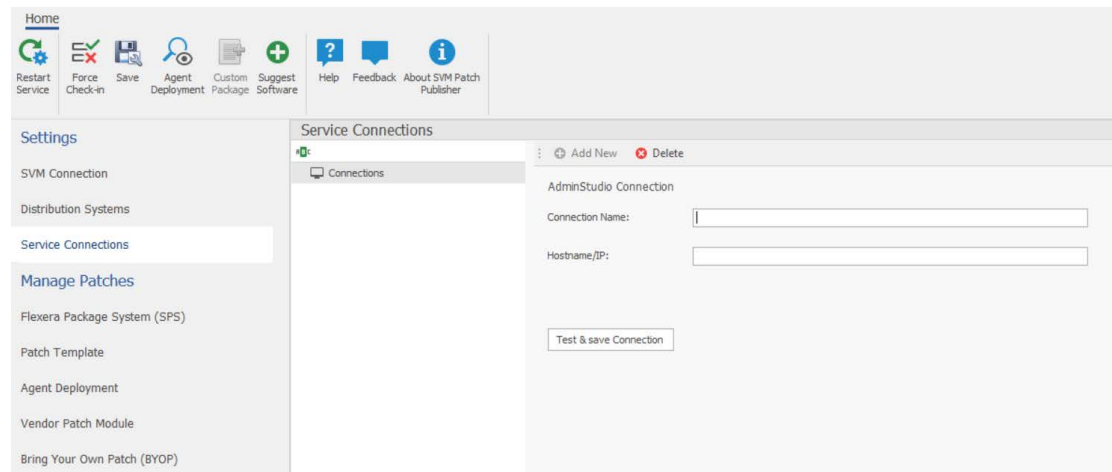 Home
Restart Service
Force Check-in
Save
Agent Deployment
Custom Package
Suggest Software
Help
Feedback
About SVM Patch Publisher
Settings
SVM Connection
Distribution Systems
Service Connections
Manage Patches
Flexera Package System (SPS)
Patch Template
Agent Deployment
Vendor Patch Module
Bring Your Own Patch (BYOP)
Service Connections
Connections
Add New
Delete
AdminStudio Connection
Connection Name:
Hostname/IP:
Test & save Connection